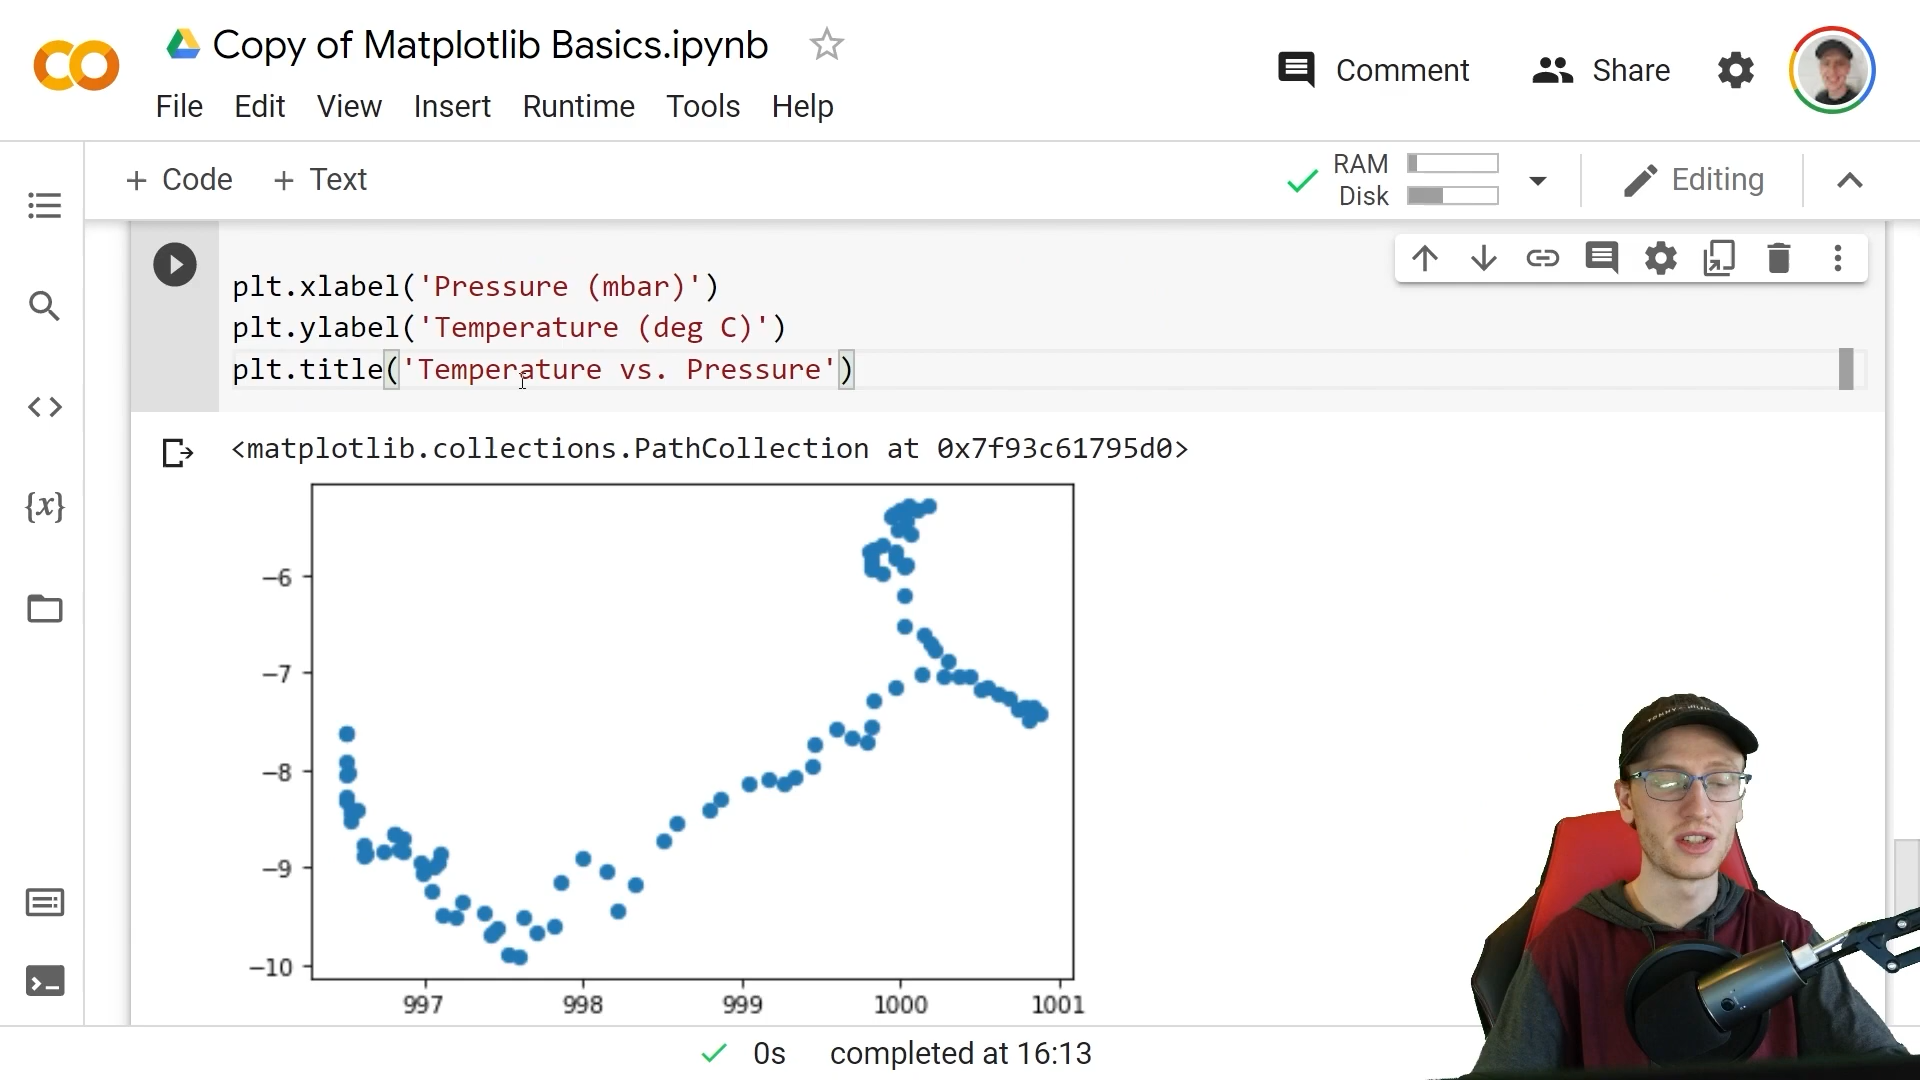 Copy of Matplotlib Basics.ipynb
Comment
Share
File Edit View Insert Runtime Tools Help
+ Code + Text
RAM
Disk
Editing
plt.xlabel('Pressure (mbar)')
plt.ylabel('Temperature (deg C)')
plt.title('Temperature vs. Pressure')
<matplotlib.collections.PathCollection at 0x7f93c61795d0>
−6
−7
−8
−9
−10
997 998 999 1000 1001
0s completed at 16:13
{x}